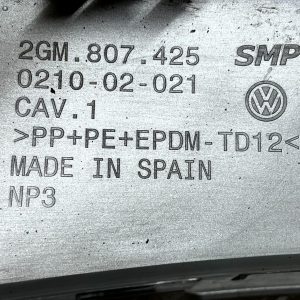 2GM.807.425 SMP
0210-02-021
CAV.1
>PP+PE+EPDM-TD12<
MADE IN SPAIN
NP3